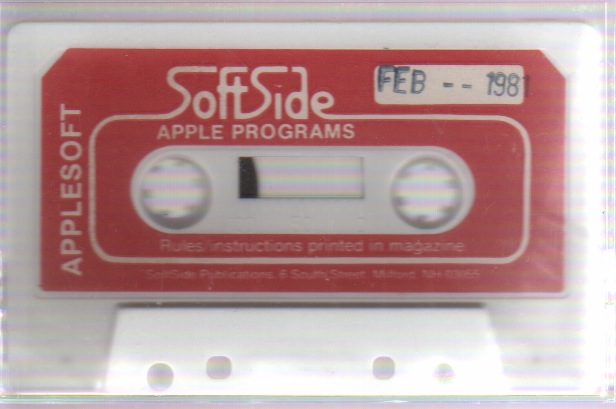 SoftSide
FEB -- 1981
APPLE PROGRAMS
APPLESOFT
Rules/instructions printed in magazine
SoftSide Publications, 6 South Street, Milford, NH 03055